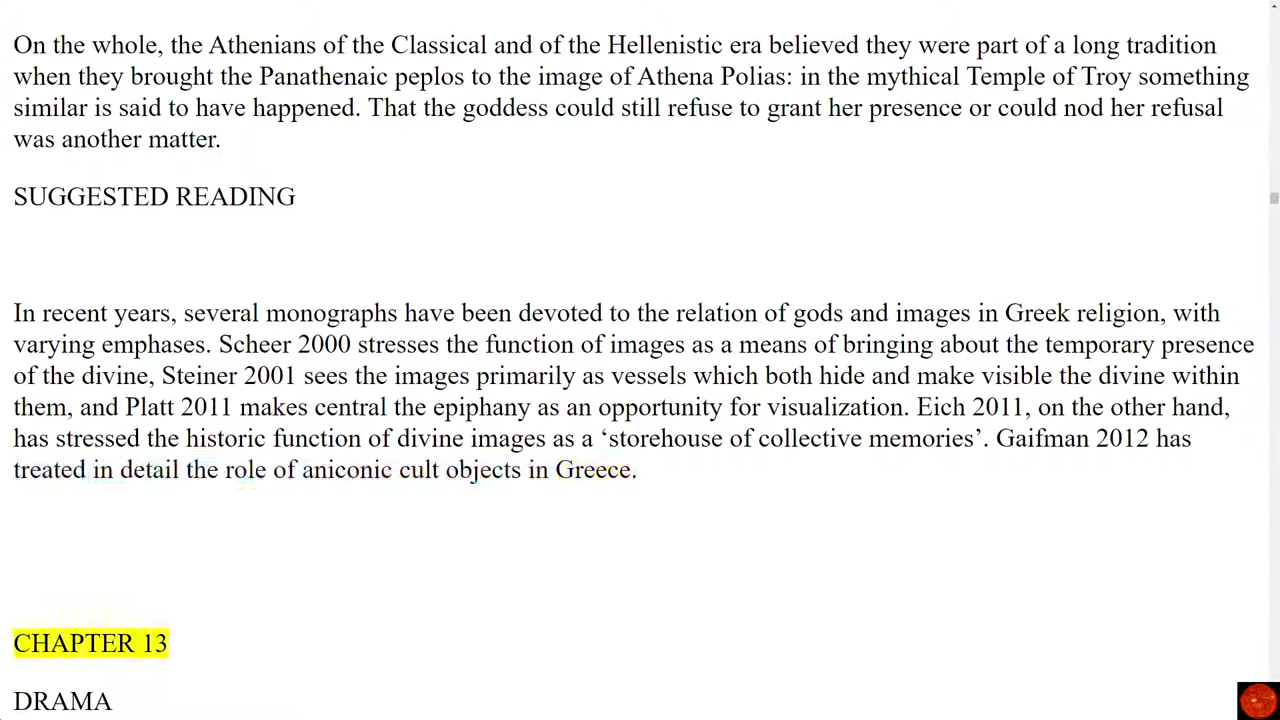 On the whole, the Athenians of the Classical and of the Hellenistic era believed they were part of a long tradition
when they brought the Panathenaic peplos to the image of Athena Polias: in the mythical Temple of Troy something
similar is said to have happened. That the goddess could still refuse to grant her presence or could nod her refusal
was another matter.
SUGGESTED READING
In recent years, several monographs have been devoted to the relation of gods and images in Greek religion, with
varying emphases. Scheer 2000 stresses the function of images as a means of bringing about the temporary presence
of the divine, Steiner 2001 sees the images primarily as vessels which both hide and make visible the divine within
them, and Platt 2011 makes central the epiphany as an opportunity for visualization. Eich 2011, on the other hand,
has stressed the historic function of divine images as a ‘storehouse of collective memories’. Gaifman 2012 has
treated in detail the role of aniconic cult objects in Greece.
CHAPTER 13
DRAMA